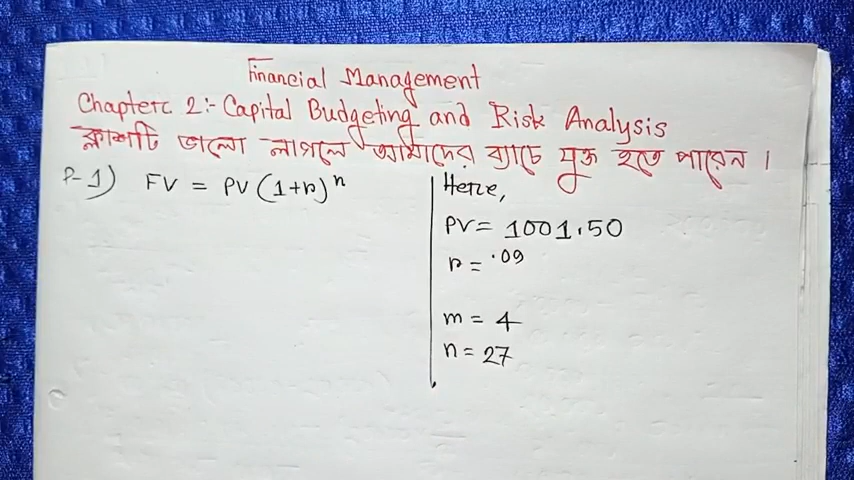 Financial Management
Chapter 2:- Capital Budgeting and Risk Analysis
ক্লাশটি ভালো লাগলে আমাদের ব্যাচে যুক্ত হতে পারেন ।
P-1) FV = PV (1+r)^n
Here,
PV = 1001.50
r = .09
m = 4
n = 27